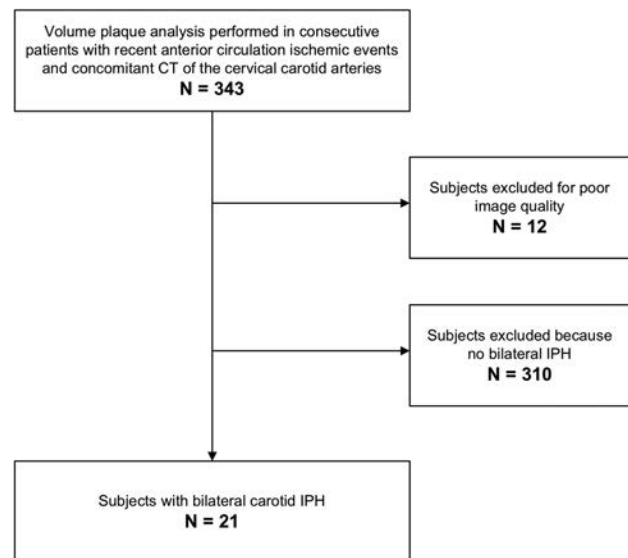 Volume plaque analysis performed in consecutive
patients with recent anterior circulation ischemic events
and concomitant CT of the cervical carotid arteries
N = 343
Subjects excluded for poor
image quality
N = 12
Subjects excluded because
no bilateral IPH
N = 310
Subjects with bilateral carotid IPH
N = 21